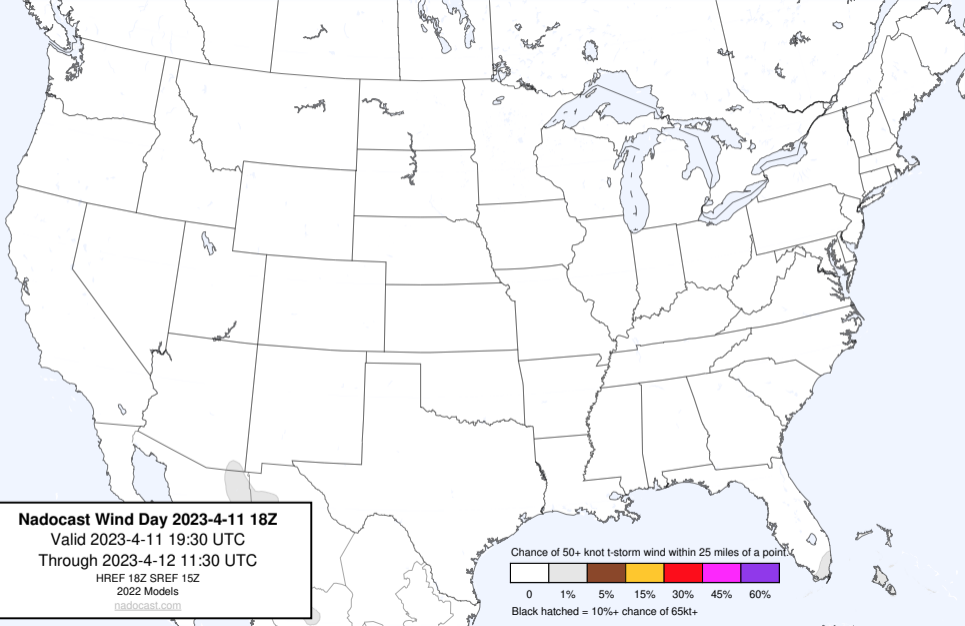 Nadocast Wind Day 2023-4-11 18Z
Valid 2023-4-11 19:30 UTC
Through 2023-4-12 11:30 UTC
HREF 18Z SREF 15Z
2022 Models
nadocast.com
Chance of 50+ knot t-storm wind within 25 miles of a point.
0 1% 5% 15% 30% 45% 60%
Black hatched = 10%+ chance of 65kt+